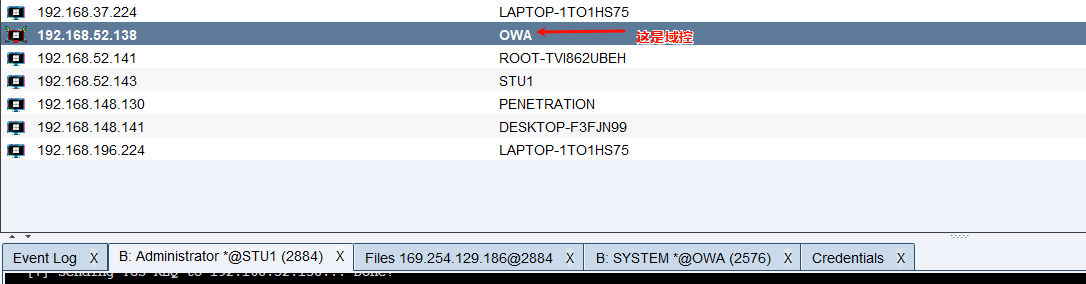 192.168.37.224 LAPTOP-1TO1HS75
192.168.52.138 OWA 这是域控
192.168.52.141 ROOT-TVI862UBEH
192.168.52.143 STU1
192.168.148.130 PENETRATION
192.168.148.141 DESKTOP-F3FJN99
192.168.196.224 LAPTOP-1TO1HS75
Event Log X B: Administrator *@STU1 (2884) X Files 169.254.129.186@2884 X B: SYSTEM *@OWA (2576) X Credentials X